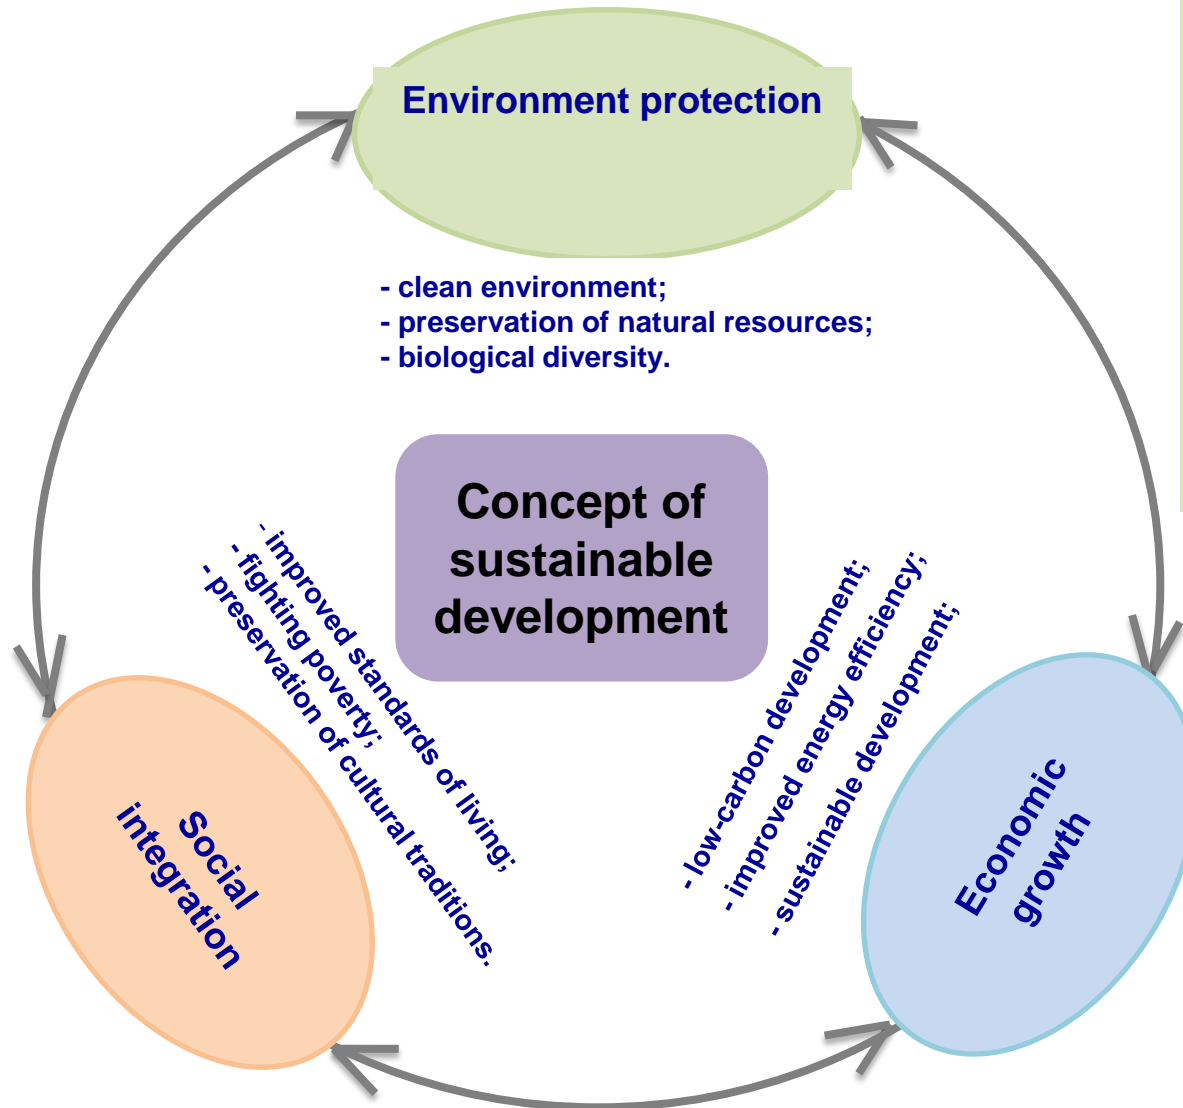 Environment protection
- clean environment;
- preservation of natural resources;
- biological diversity.
Concept of
sustainable
development
- improved standards of living;
- fighting poverty;
- preservation of cultural traditions.
- low-carbon development;
- improved energy efficiency;
- sustainable development;
Social
integration
Economic
growth